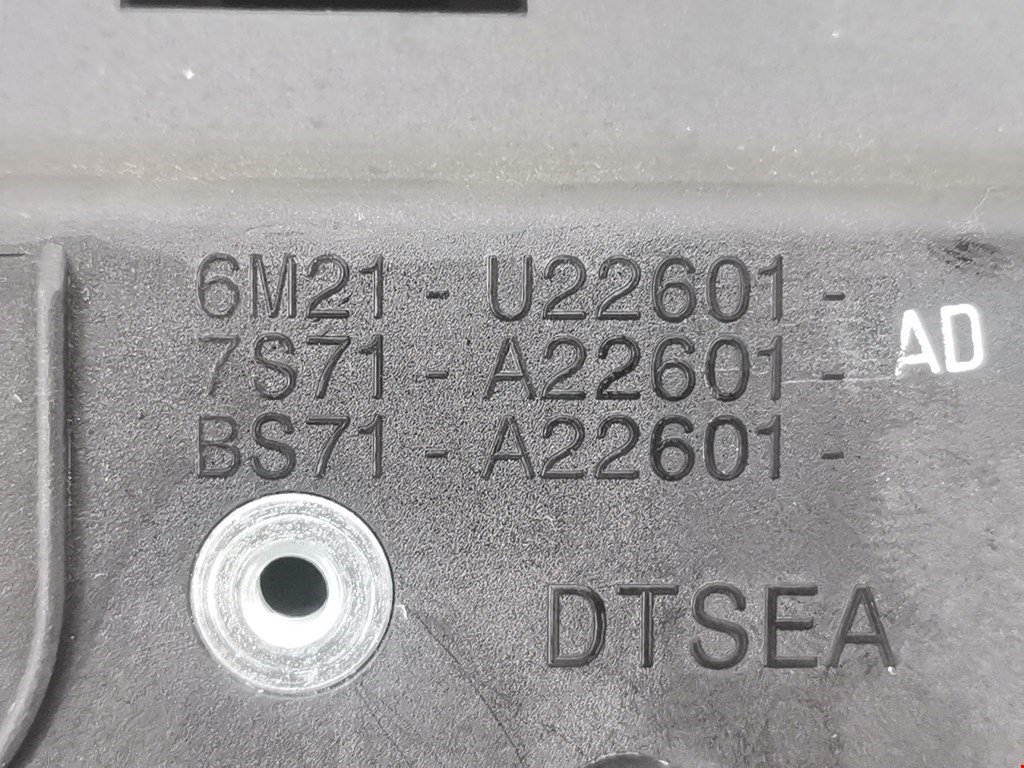 6M21 - U22601 -
7S71 - A22601 - AD
BS71 - A22601 -
DTSEA